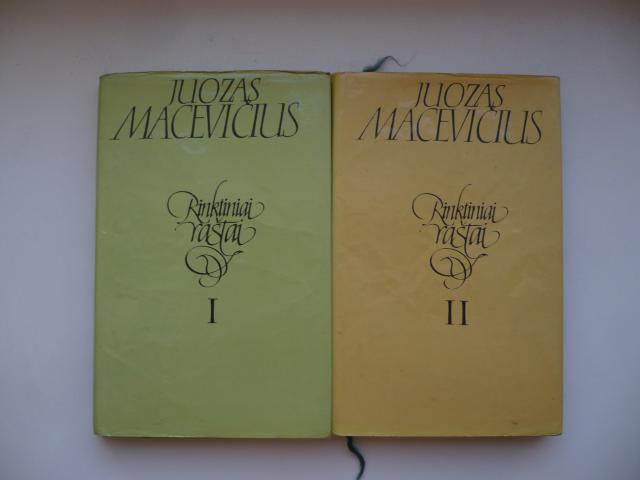 JUOZAS
MACEVIČIUS
Rinktiniai
raštai
I
JUOZAS
MACEVIČIUS
Rinktiniai
raštai
II